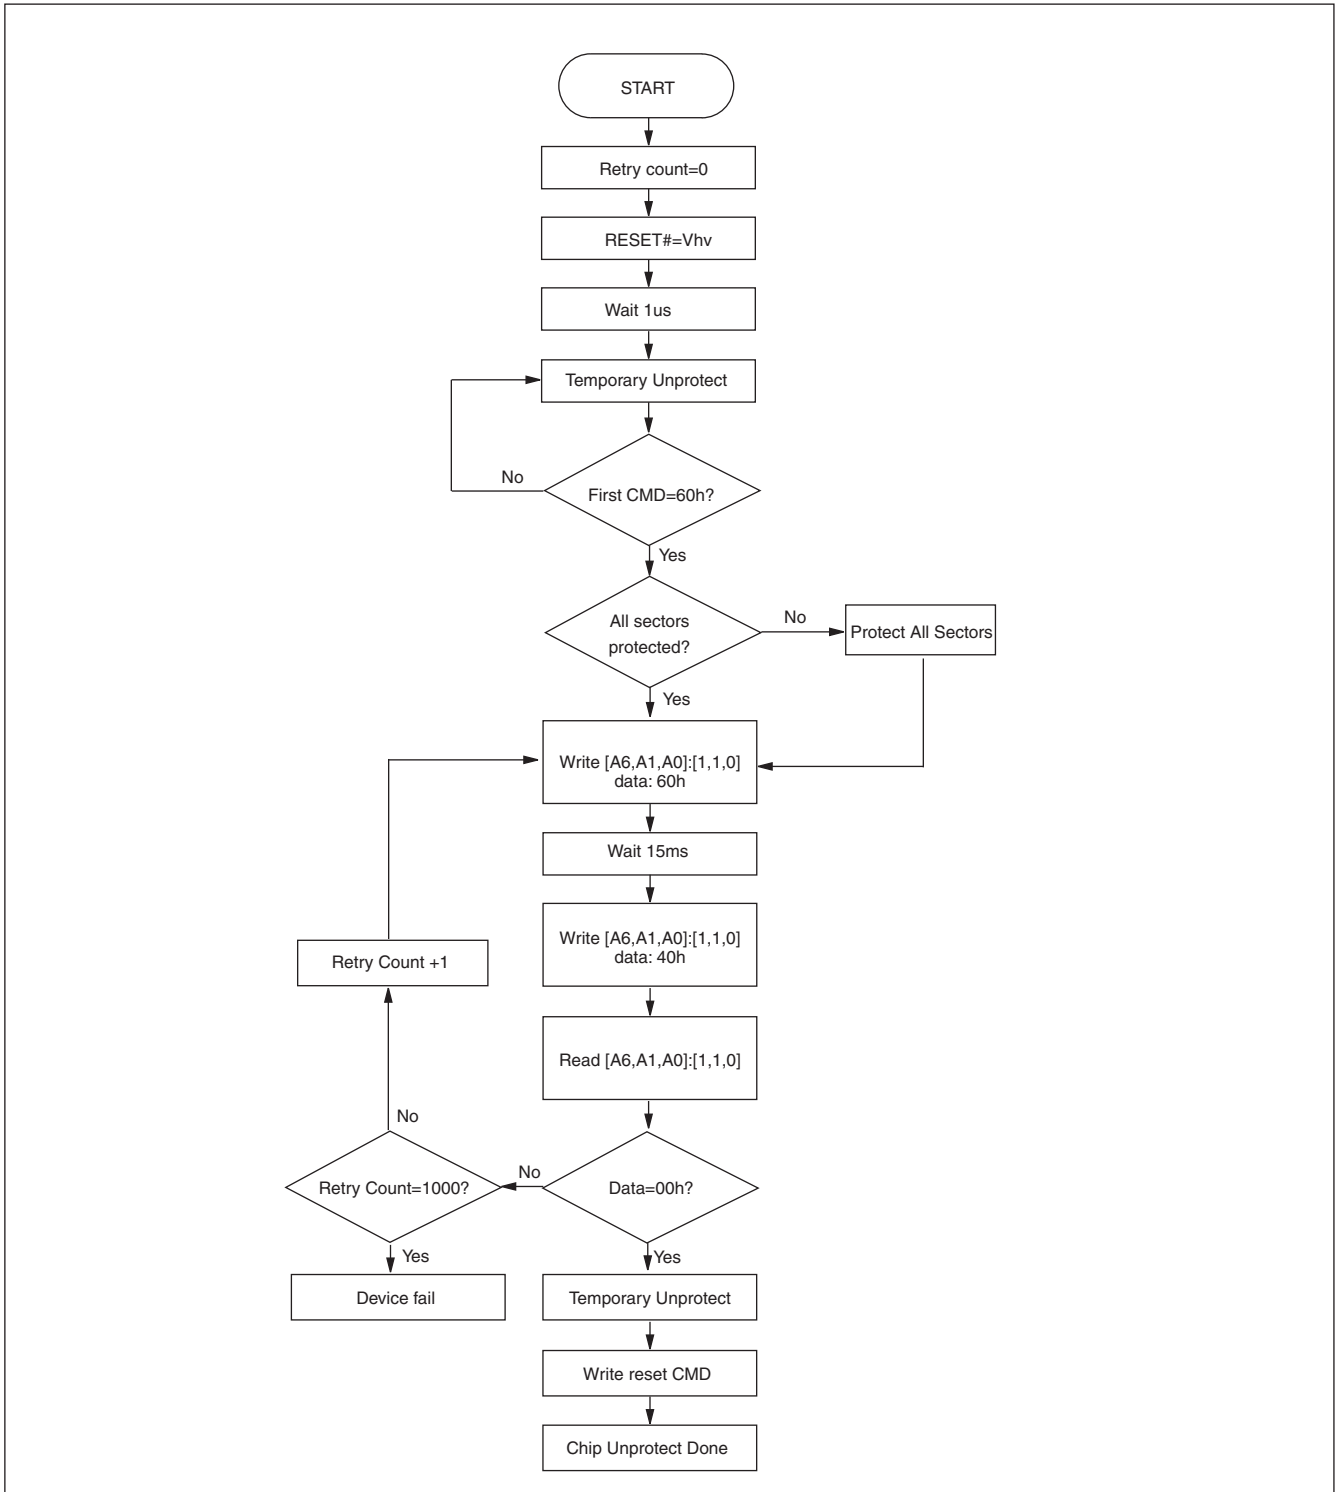 START
Retry count=0
RESET#=Vhv
Wait 1us
Temporary Unprotect
No
First CMD=60h?
Yes
All sectors
protected?
No
Protect All Sectors
Yes
Write [A6,A1,A0]:[1,1,0]
data: 60h
Wait 15ms
Write [A6,A1,A0]:[1,1,0]
data: 40h
Retry Count +1
Read [A6,A1,A0]:[1,1,0]
No
Retry Count=1000?
No
Data=00h?
Yes
Yes
Device fail
Temporary Unprotect
Write reset CMD
Chip Unprotect Done